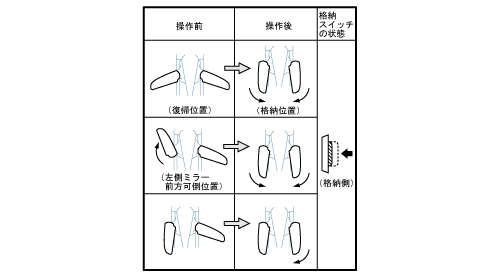 操作前
操作後
格納
スイッチ
の状態
(復帰位置)
(格納位置)
(左側ミラー
前方可倒位置)
(格納側)